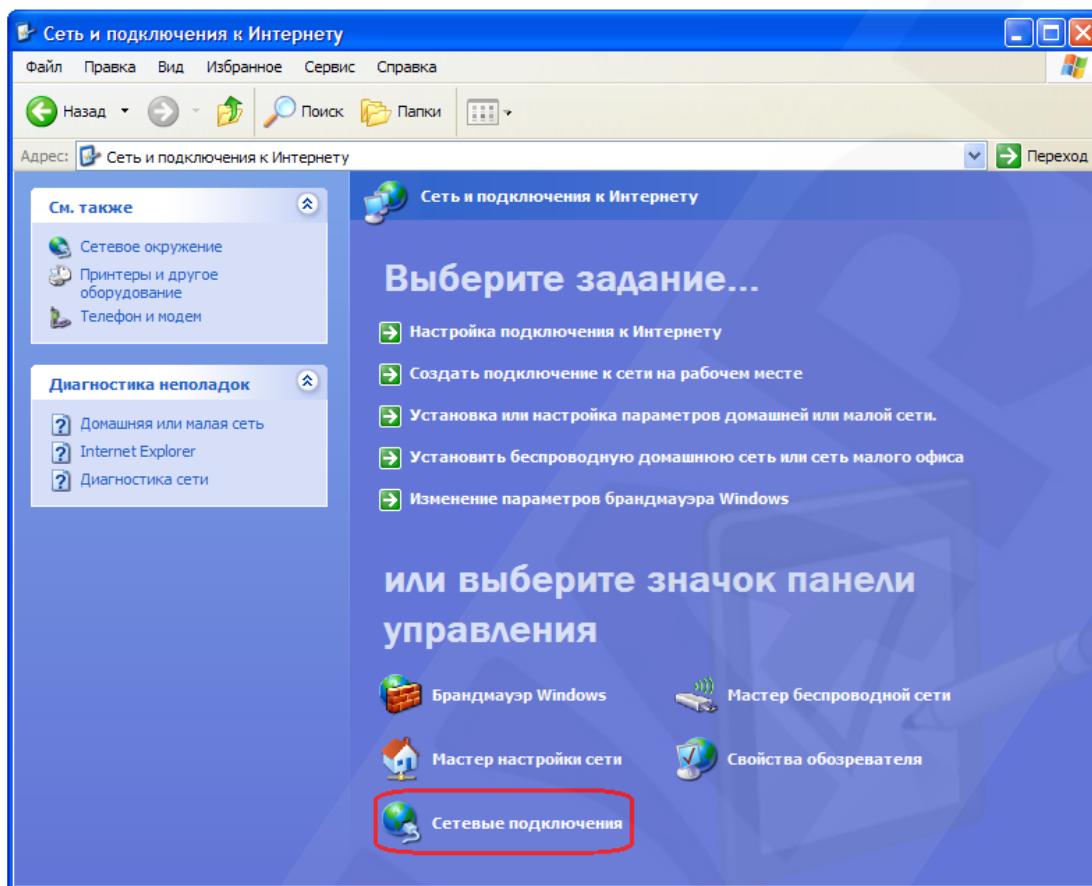 Сеть и подключения к Интернету
Файл Правка Вид Избранное Сервис Справка
Назад Поиск Папки
Адрес: Сеть и подключения к Интернету Переход
См. также
Сетевое окружение
Принтеры и другое
оборудование
Телефон и модем
Диагностика неполадок
Домашняя или малая сеть
Internet Explorer
Диагностика сети
Сеть и подключения к Интернету
Выберите задание...
Настройка подключения к Интернету
Создать подключение к сети на рабочем месте
Установка или настройка параметров домашней или малой сети.
Установить беспроводную домашнюю сеть или сеть малого офиса
Изменение параметров брандмауэра Windows
или выберите значок панели
управления
Брандмауэр Windows Мастер беспроводной сети
Мастер настройки сети Свойства обозревателя
Сетевые подключения